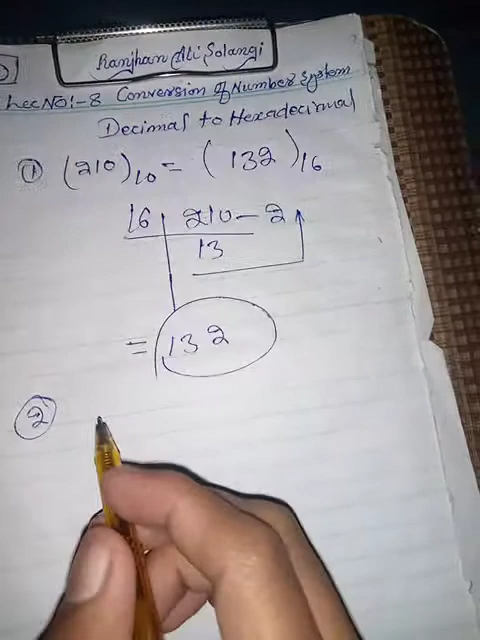 Ranjhan Ali Solangi
Lec NO:-8 Conversion of Number System
Decimal to Hexadecimal
① (210)10 = (132)16
16 210 - 2
13
= 132
②